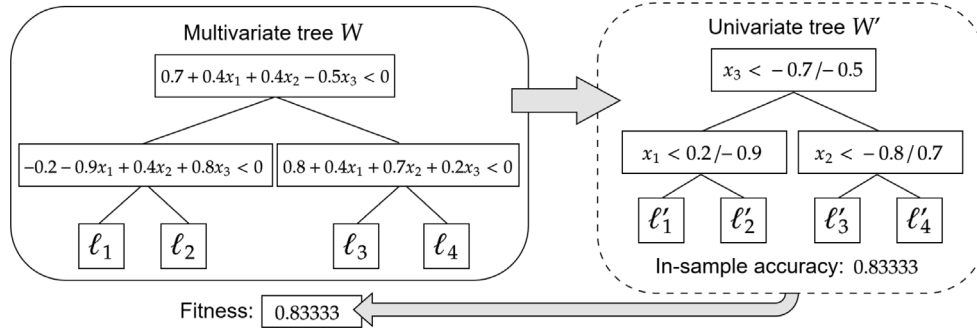 Multivariate tree W
0.7 + 0.4x₁ + 0.4x₂ − 0.5x₃ < 0
−0.2 − 0.9x₁ + 0.4x₂ + 0.8x₃ < 0
0.8 + 0.4x₁ + 0.7x₂ + 0.2x₃ < 0
ℓ₁ ℓ₂ ℓ₃ ℓ₄
Univariate tree W′
x₃ < −0.7/−0.5
x₁ < 0.2/−0.9
x₂ < −0.8/0.7
ℓ′₁ ℓ′₂ ℓ′₃ ℓ′₄
In-sample accuracy: 0.83333
Fitness: 0.83333